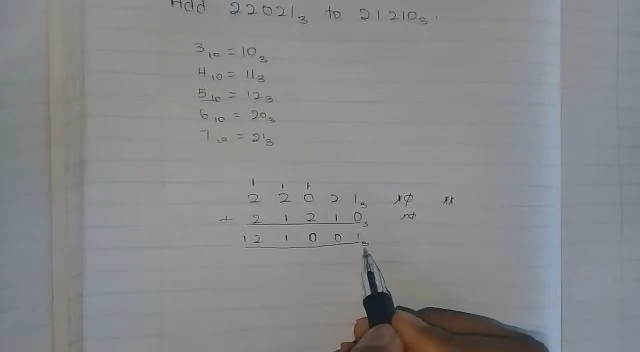 Add 22021₃ to 21210₃.
3₁₀ = 10₃
4₁₀ = 11₃
5₁₀ = 12₃
6₁₀ = 20₃
7₁₀ = 21₃
1 1 1
2 2 0 2 1₃
+ 2 1 2 1 0₃
1 2 1 0 0 1₃